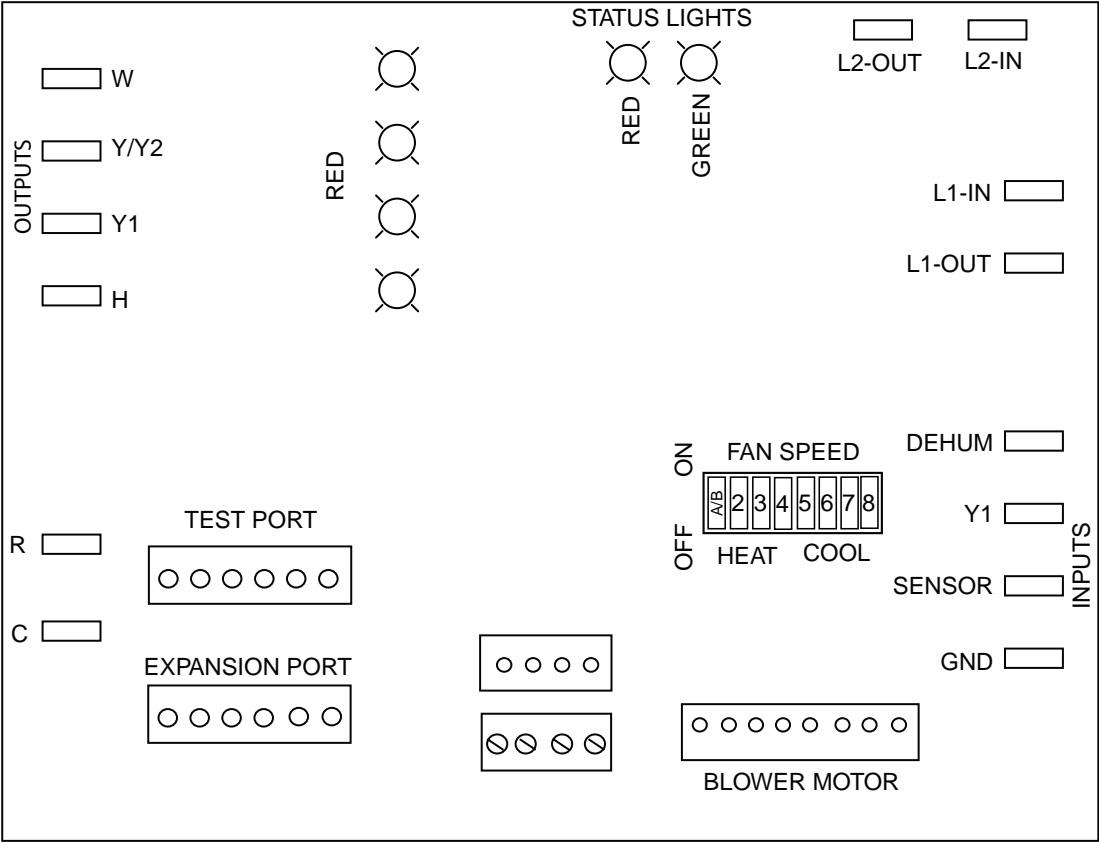 STATUS LIGHTS
L2-OUT
L2-IN
W
Y/Y2
Y1
H
OUTPUTS
RED
RED
GREEN
L1-IN
L1-OUT
DEHUM
Y1
SENSOR
GND
INPUTS
FAN SPEED
ON
OFF
A/B 2 3 4 5 6 7 8
HEAT
COOL
R
C
TEST PORT
EXPANSION PORT
BLOWER MOTOR